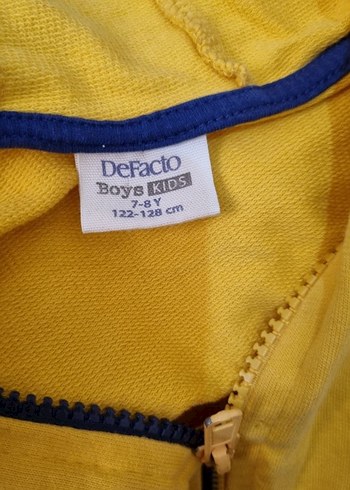 DeFacto
Boys KIDS
7-8 Y
122-128 cm